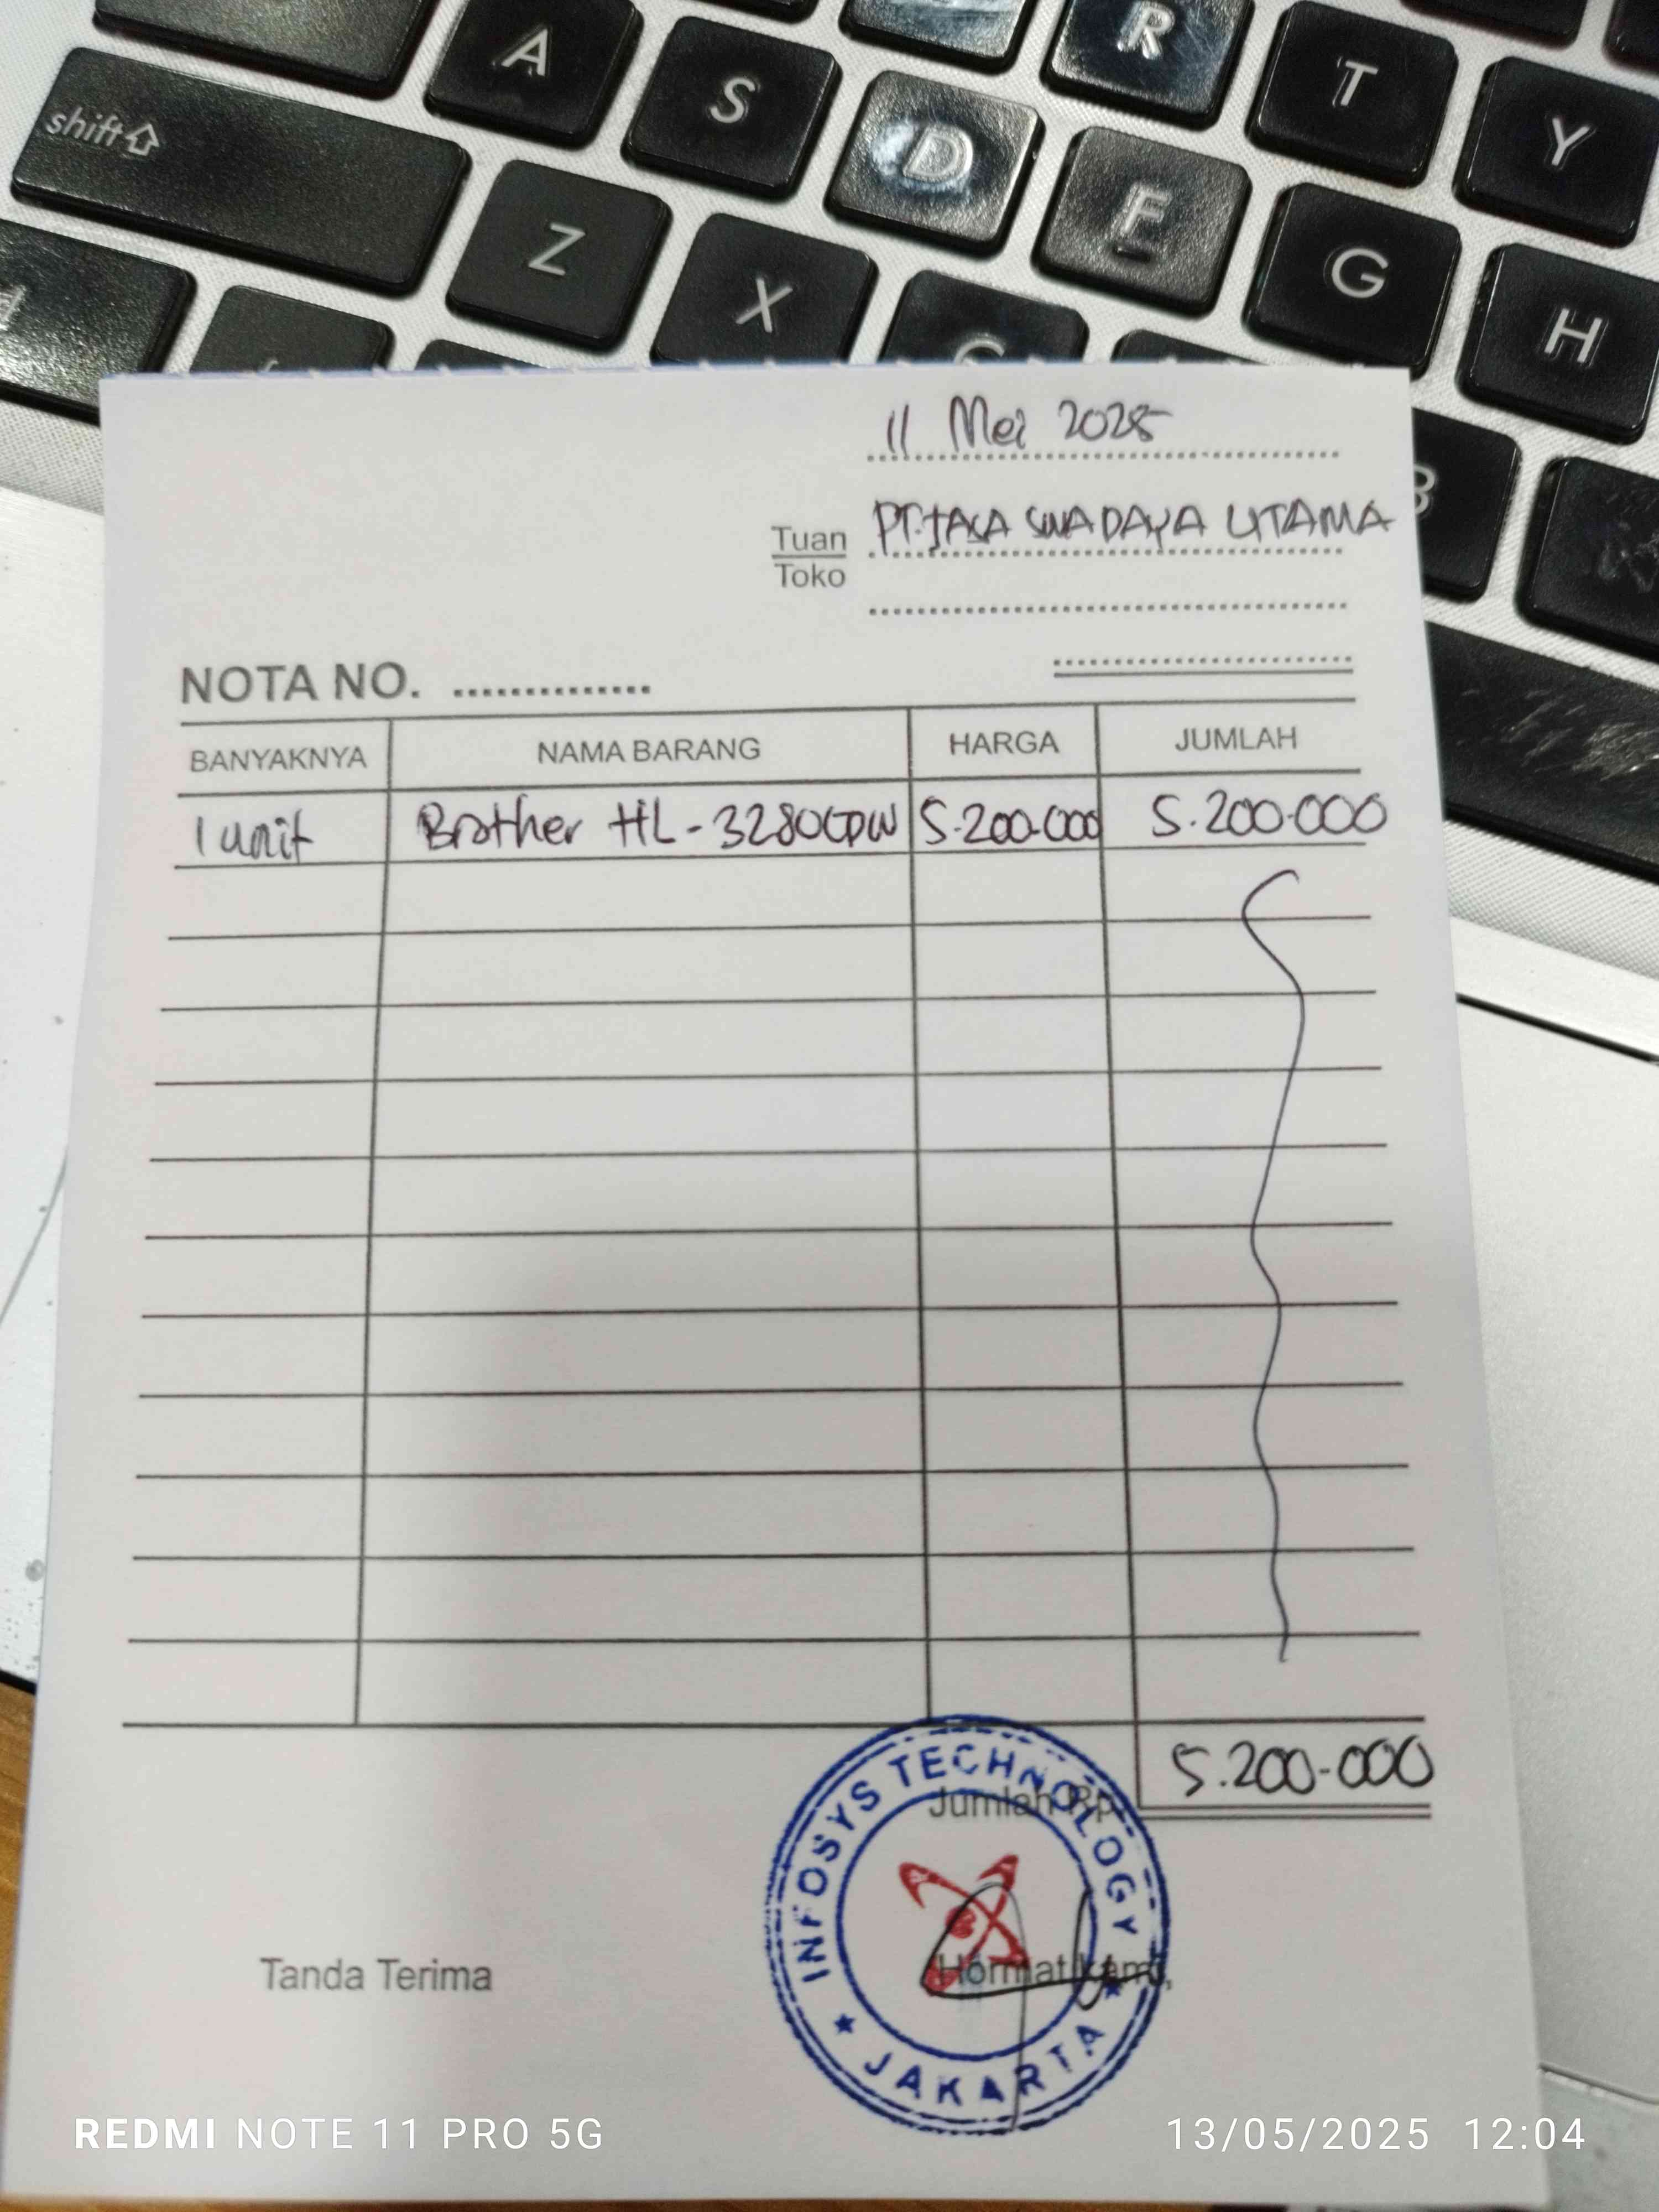 A S R T Y
shift D F
Z X G H
C
B
11 Mei 2025
Tuan PT. JASA SWADAYA UTAMA
Toko
NOTA NO. ..............
BANYAKNYA NAMA BARANG HARGA JUMLAH
1 unit Brother HL-3280CDW 5.200.000 5.200.000
Jumlah Rp. 5.200.000
Tanda Terima Hormat kami,
INFOSYS TECHNOLOGY
JAKARTA
REDMI NOTE 11 PRO 5G 13/05/2025 12:04